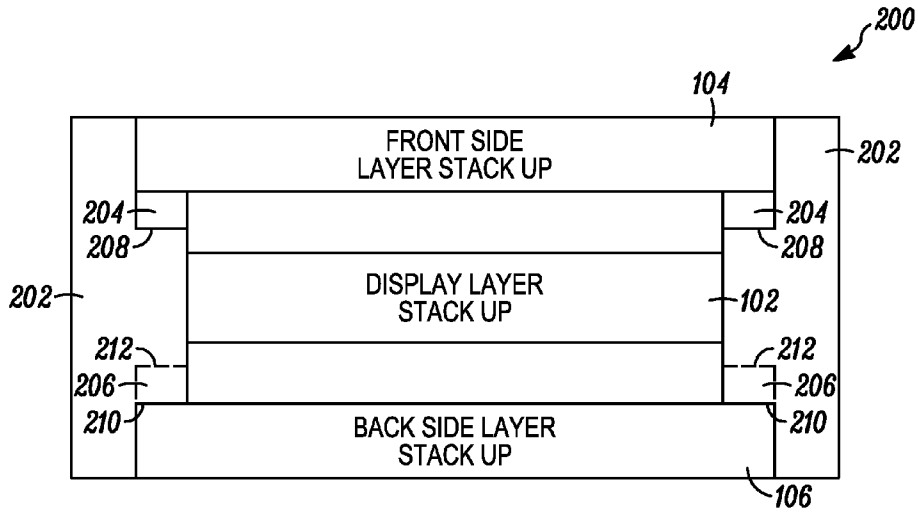 200
104
FRONT SIDE
LAYER STACK UP
202
204
204
208
208
202
DISPLAY LAYER
STACK UP
102
212
212
206
206
210
210
BACK SIDE LAYER
STACK UP
106